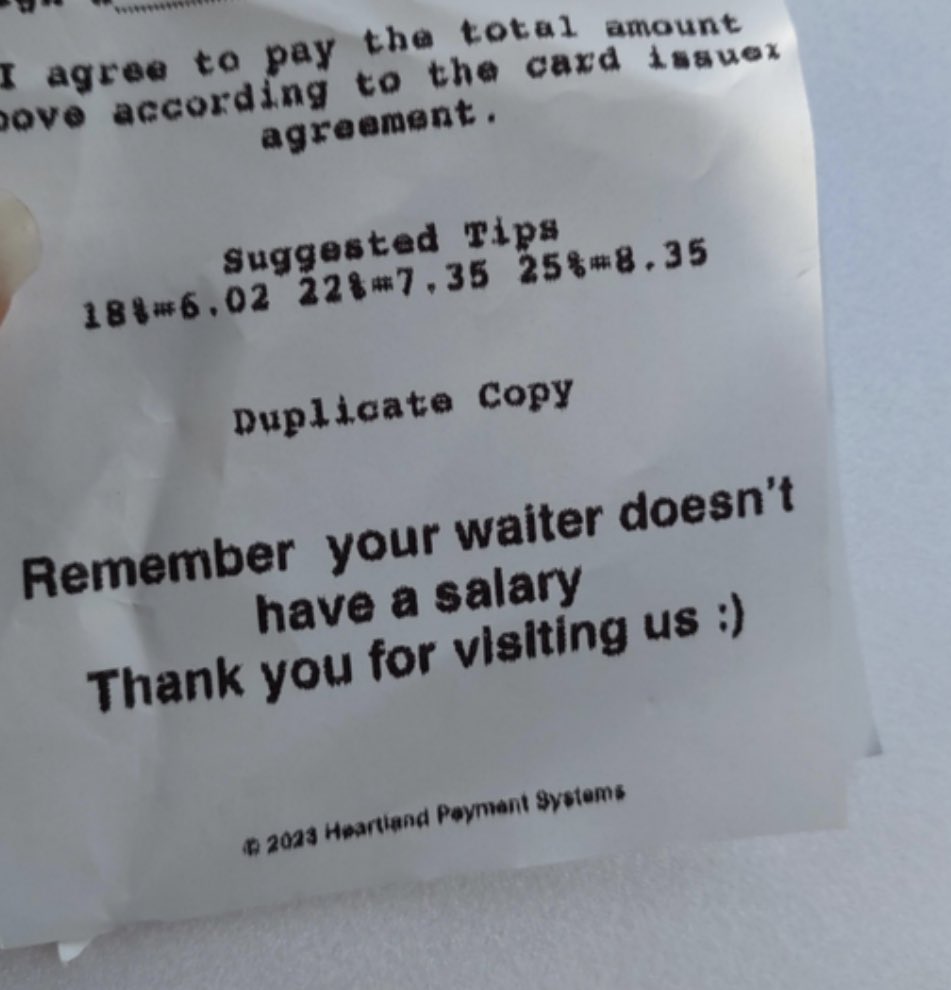 I agree to pay the total amount
bove according to the card issuer
agreement.
Suggested Tips
18%=6.02 22%=7.35 25%=8.35
Duplicate Copy
Remember your waiter doesn't
have a salary
Thank you for visiting us :)
© 2023 Heartland Payment Systems